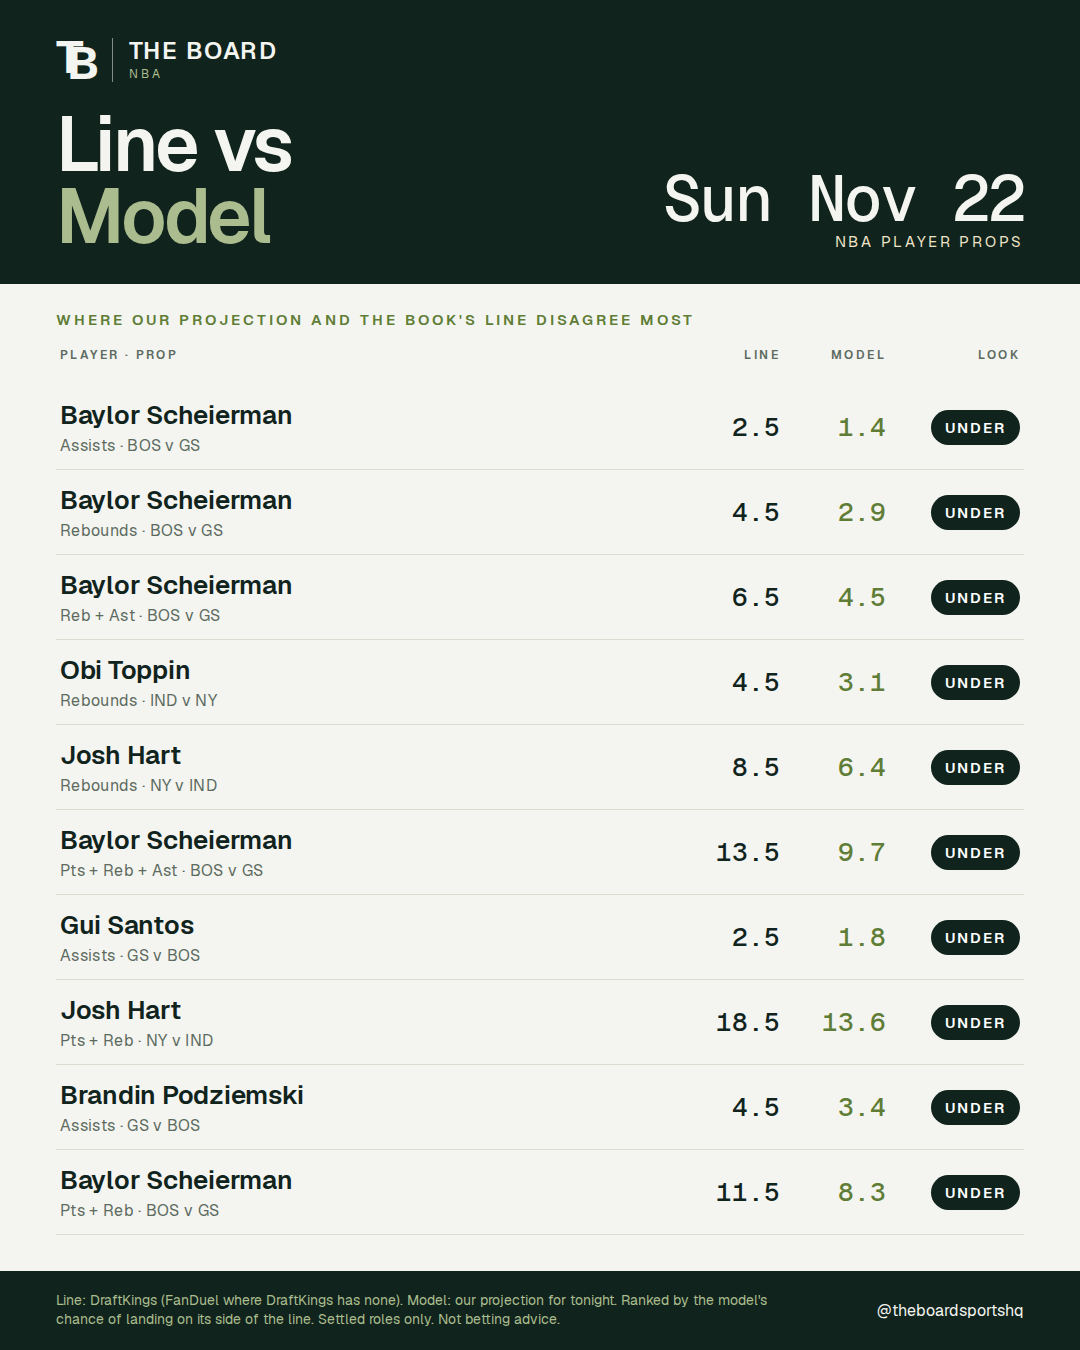 TB
THE BOARD
NBA
Line vs
Model
Sun Nov 22
NBA PLAYER PROPS
WHERE OUR PROJECTION AND THE BOOK'S LINE DISAGREE MOST
PLAYER · PROP LINE MODEL LOOK
Baylor Scheierman 2.5 1.4 UNDER
Assists · BOS v GS
Baylor Scheierman 4.5 2.9 UNDER
Rebounds · BOS v GS
Baylor Scheierman 6.5 4.5 UNDER
Reb + Ast · BOS v GS
Obi Toppin 4.5 3.1 UNDER
Rebounds · IND v NY
Josh Hart 8.5 6.4 UNDER
Rebounds · NY v IND
Baylor Scheierman 13.5 9.7 UNDER
Pts + Reb + Ast · BOS v GS
Gui Santos 2.5 1.8 UNDER
Assists · GS v BOS
Josh Hart 18.5 13.6 UNDER
Pts + Reb · NY v IND
Brandin Podziemski 4.5 3.4 UNDER
Assists · GS v BOS
Baylor Scheierman 11.5 8.3 UNDER
Pts + Reb · BOS v GS
Line: DraftKings (FanDuel where DraftKings has none). Model: our projection for tonight. Ranked by the model's
chance of landing on its side of the line. Settled roles only. Not betting advice.
@theboardsportshq